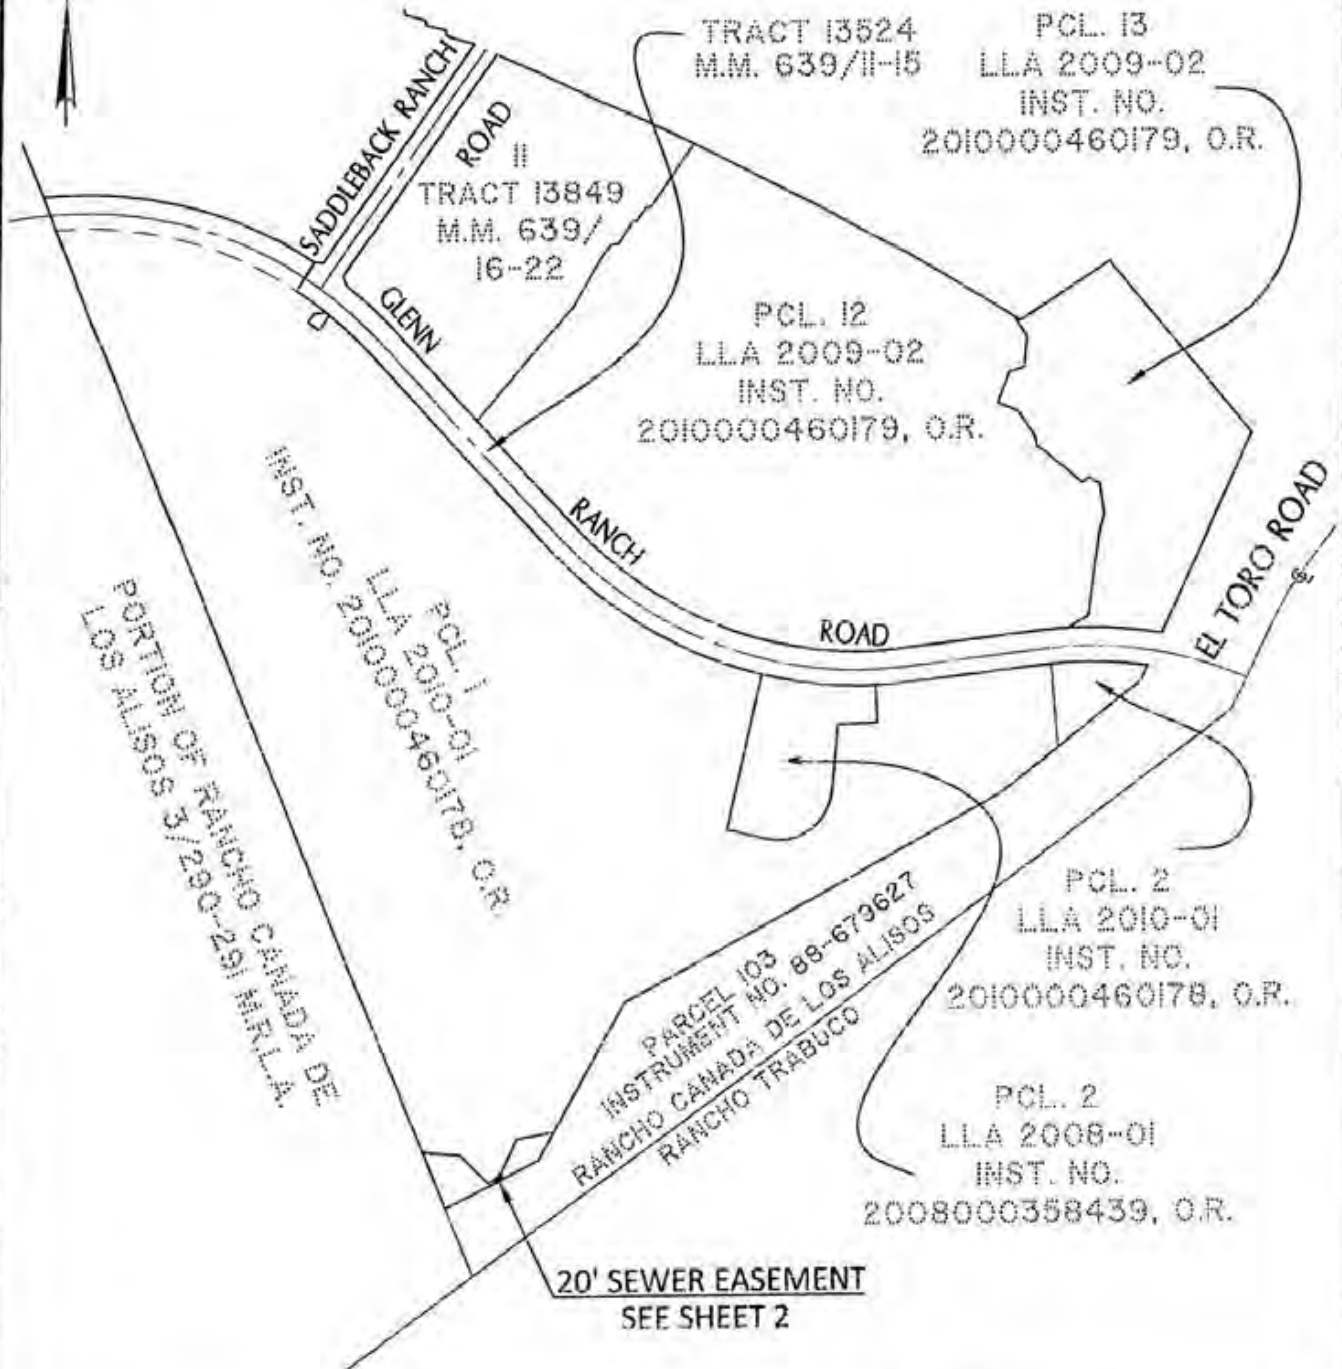 TRACT 13524
M.M. 639/11-15
PCL. 13
LLA 2009-02
INST. NO.
2010000460179, O.R.
SADDLEBACK RANCH
ROAD
11
TRACT 13849
M.M. 639/
16-22
GLENN
PCL. 12
LLA 2009-02
INST. NO.
2010000460179, O.R.
RANCH
ROAD
EL TORO ROAD
PCL. 1
LLA 2010-01
INST. NO. 2010000460178, O.R.
PORTION OF RANCHO CANADA DE
LOS ALISOS 3/290-291 M.R.L.A.
PCL. 2
LLA 2010-01
INST. NO.
2010000460178, O.R.
PARCEL 103
INSTRUMENT NO. 88-679627
RANCHO CANADA DE LOS ALISOS
RANCHO TRABUCO
PCL. 2
LLA 2008-01
INST. NO.
2008000358439, O.R.
20' SEWER EASEMENT
SEE SHEET 2